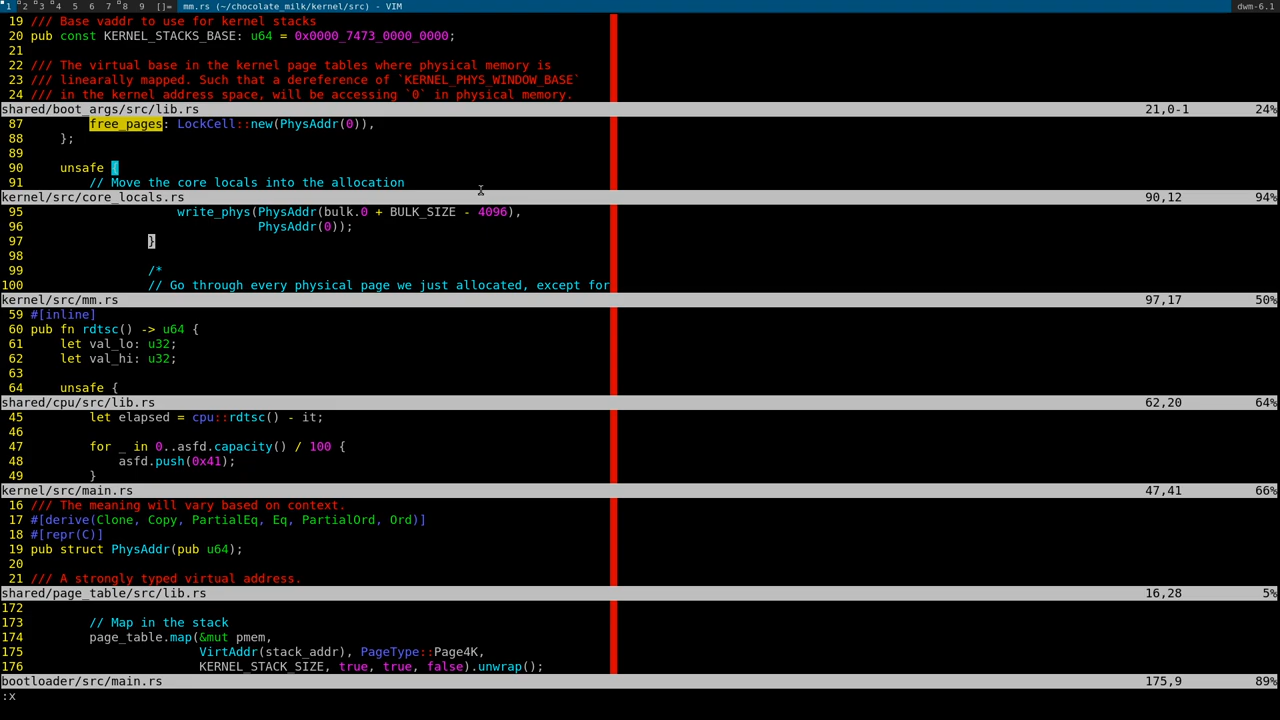 1 2 3 4 5 6 7 8 9 []= mm.rs (~/chocolate_milk/kernel/src) - VIM dwm-6.1
19 /// Base vaddr to use for kernel stacks
20 pub const KERNEL_STACKS_BASE: u64 = 0x0000_7473_0000_0000;
21
22 /// The virtual base in the kernel page tables where physical memory is
23 /// linearally mapped. Such that a dereference of `KERNEL_PHYS_WINDOW_BASE`
24 /// in the kernel address space, will be accessing `0` in physical memory.
shared/boot_args/src/lib.rs 21,0-1 24%
87         free_pages: LockCell::new(PhysAddr(0)),
88     };
89
90     unsafe {
91         // Move the core locals into the allocation
kernel/src/core_locals.rs 90,12 94%
95                     write_phys(PhysAddr(bulk.0 + BULK_SIZE - 4096),
96                                PhysAddr(0));
97                 }
98
99                 /*
100                 // Go through every physical page we just allocated, except for
kernel/src/mm.rs 97,17 50%
59 #[inline]
60 pub fn rdtsc() -> u64 {
61     let val_lo: u32;
62     let val_hi: u32;
63
64     unsafe {
shared/cpu/src/lib.rs 62,20 64%
45         let elapsed = cpu::rdtsc() - it;
46
47         for _ in 0..asfd.capacity() / 100 {
48             asfd.push(0x41);
49         }
kernel/src/main.rs 47,41 66%
16 /// The meaning will vary based on context.
17 #[derive(Clone, Copy, PartialEq, Eq, PartialOrd, Ord)]
18 #[repr(C)]
19 pub struct PhysAddr(pub u64);
20
21 /// A strongly typed virtual address.
shared/page_table/src/lib.rs 16,28 5%
172
173         // Map in the stack
174         page_table.map(&mut pmem,
175                        VirtAddr(stack_addr), PageType::Page4K,
176                        KERNEL_STACK_SIZE, true, true, false).unwrap();
bootloader/src/main.rs 175,9 89%
:x